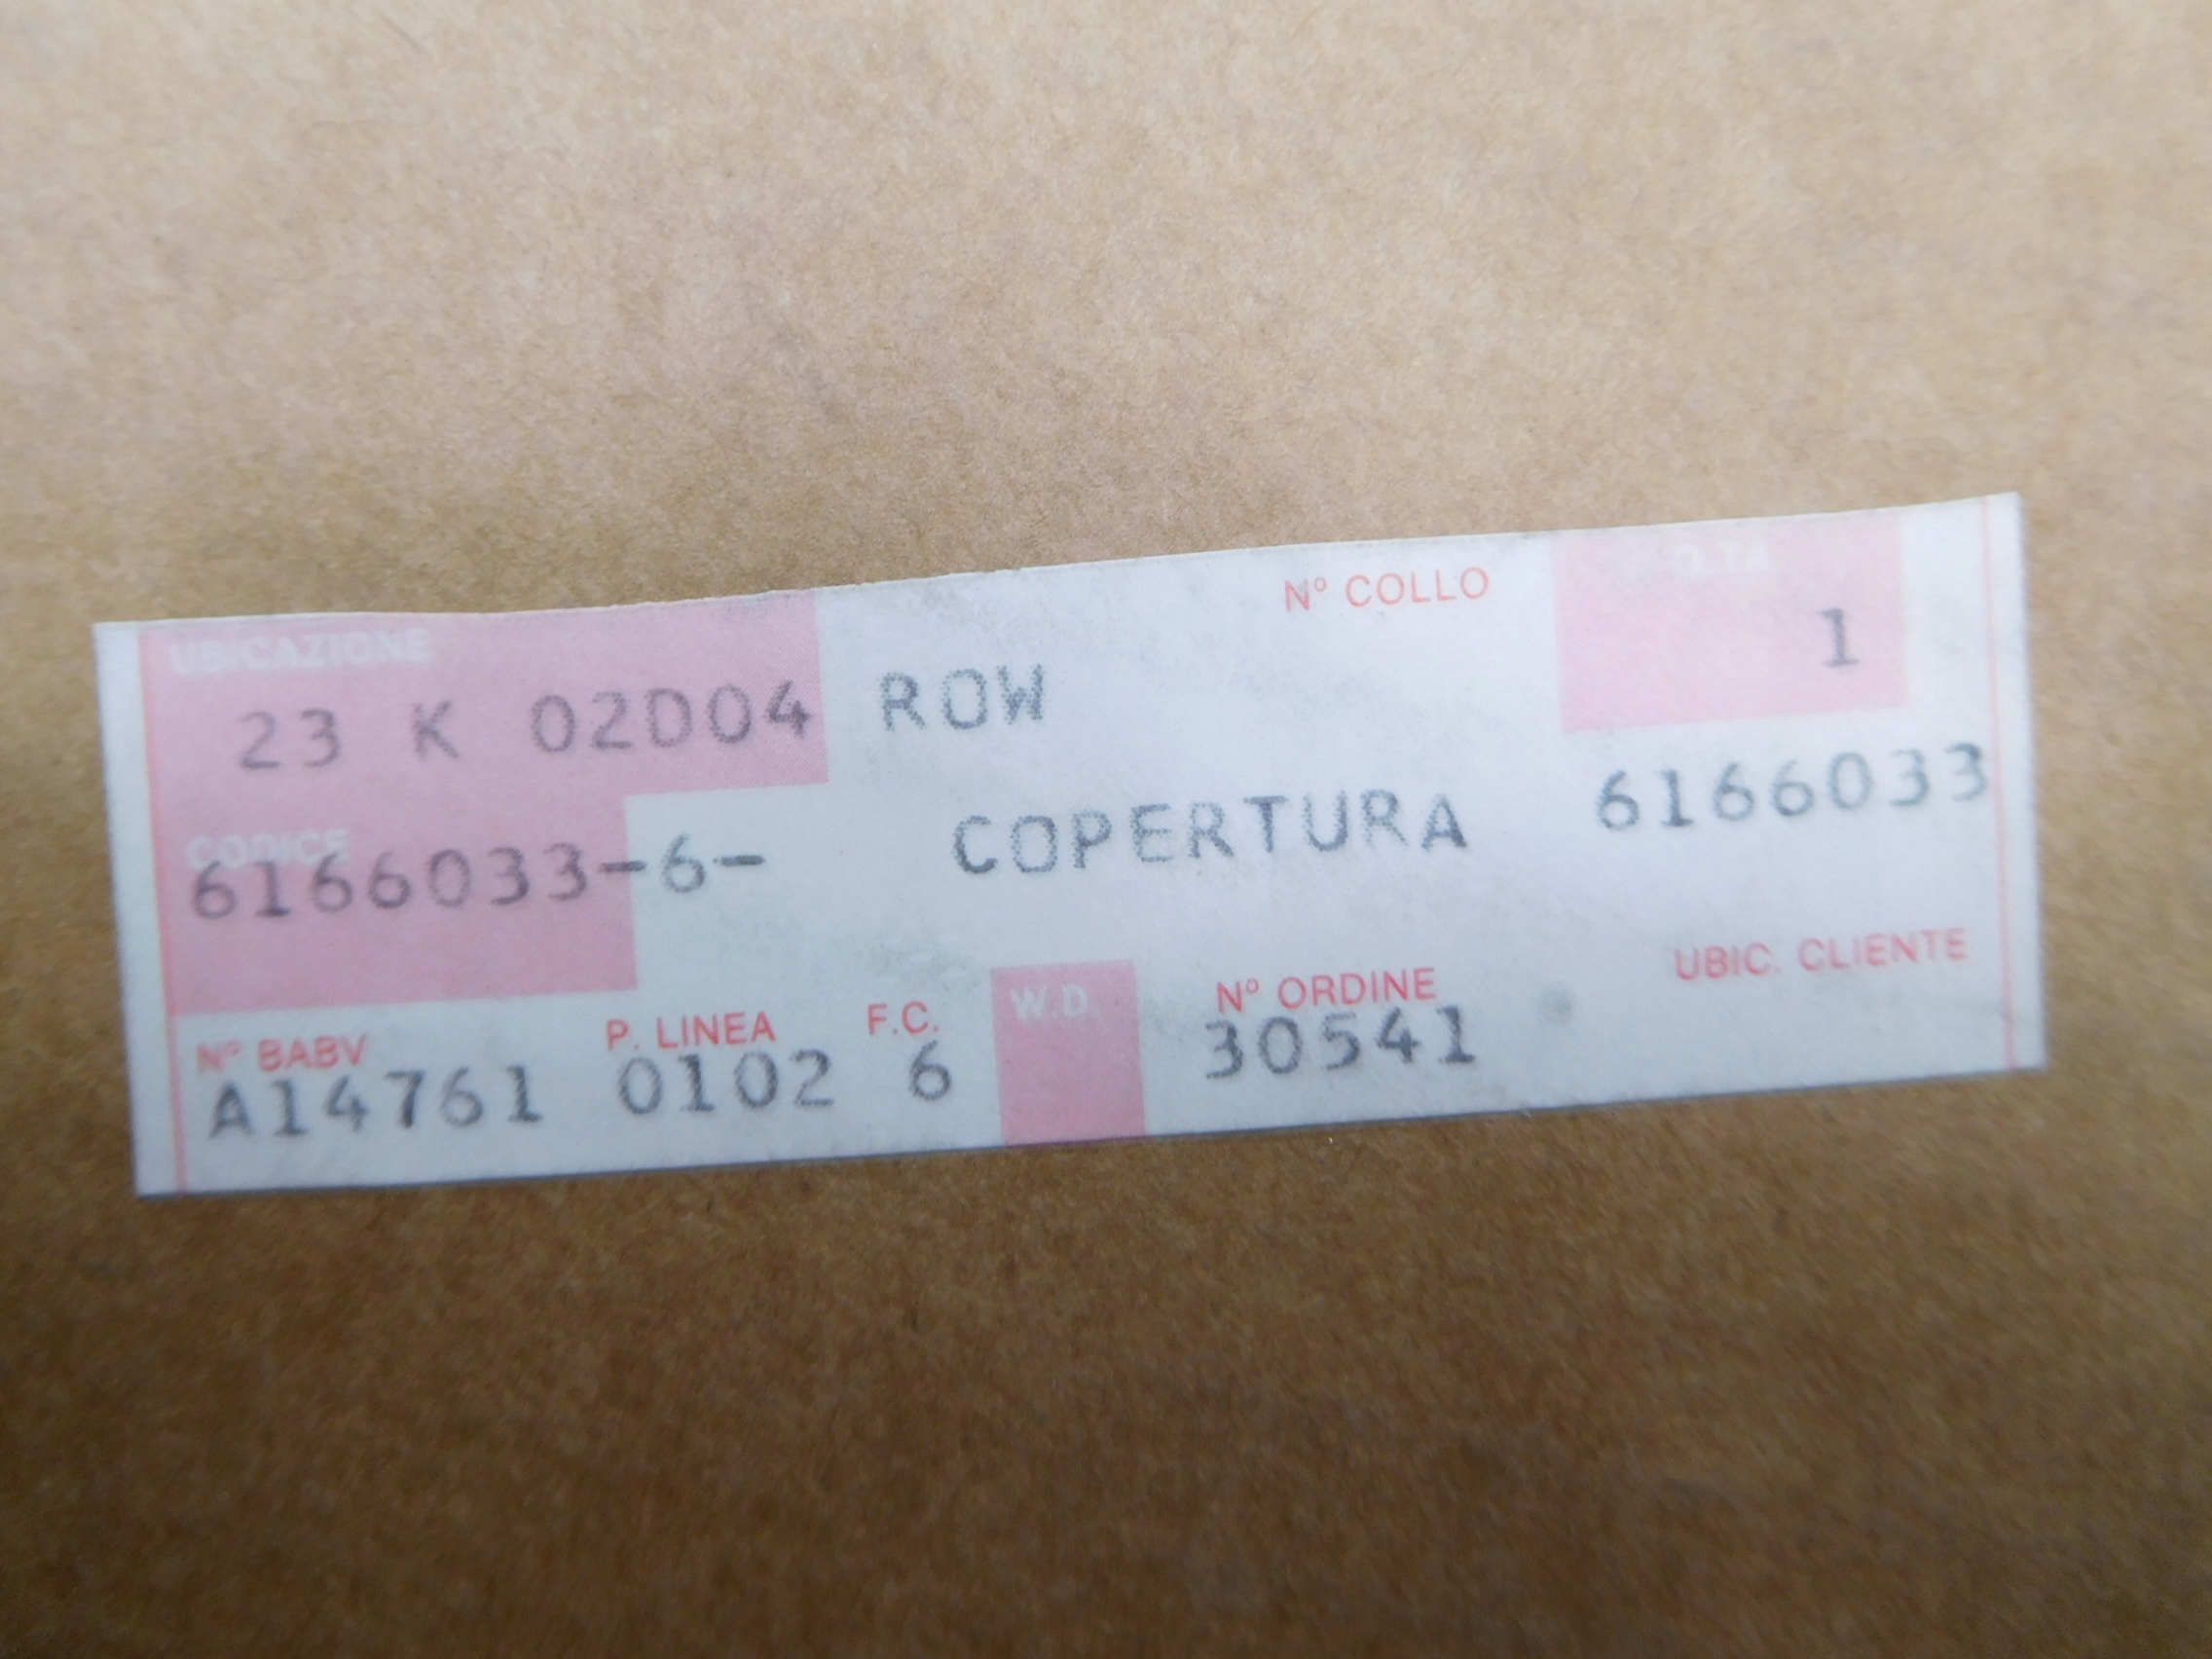 UBICAZIONE N° COLLO Q.TA
23 K 02D04 ROW 1
CODICE
6166033-6- COPERTURA 6166033
N° BABV P. LINEA F.C. W.D. N° ORDINE UBIC. CLIENTE
A14761 0102 6 30541